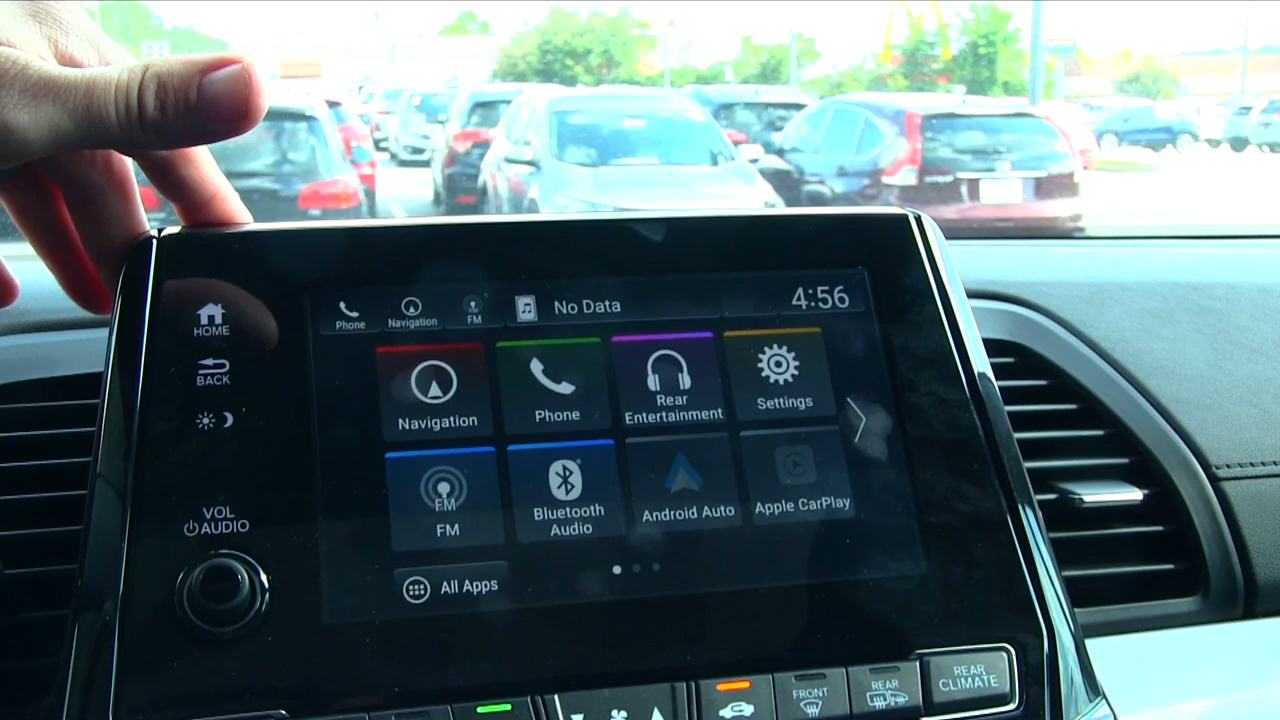 HOME
BACK
VOL
AUDIO
Phone
Navigation
FM
No Data
4:56
Navigation
Phone
Rear
Entertainment
Settings
FM
FM
Bluetooth
Audio
Android Auto
Apple CarPlay
All Apps
FRONT
REAR
REAR
CLIMATE